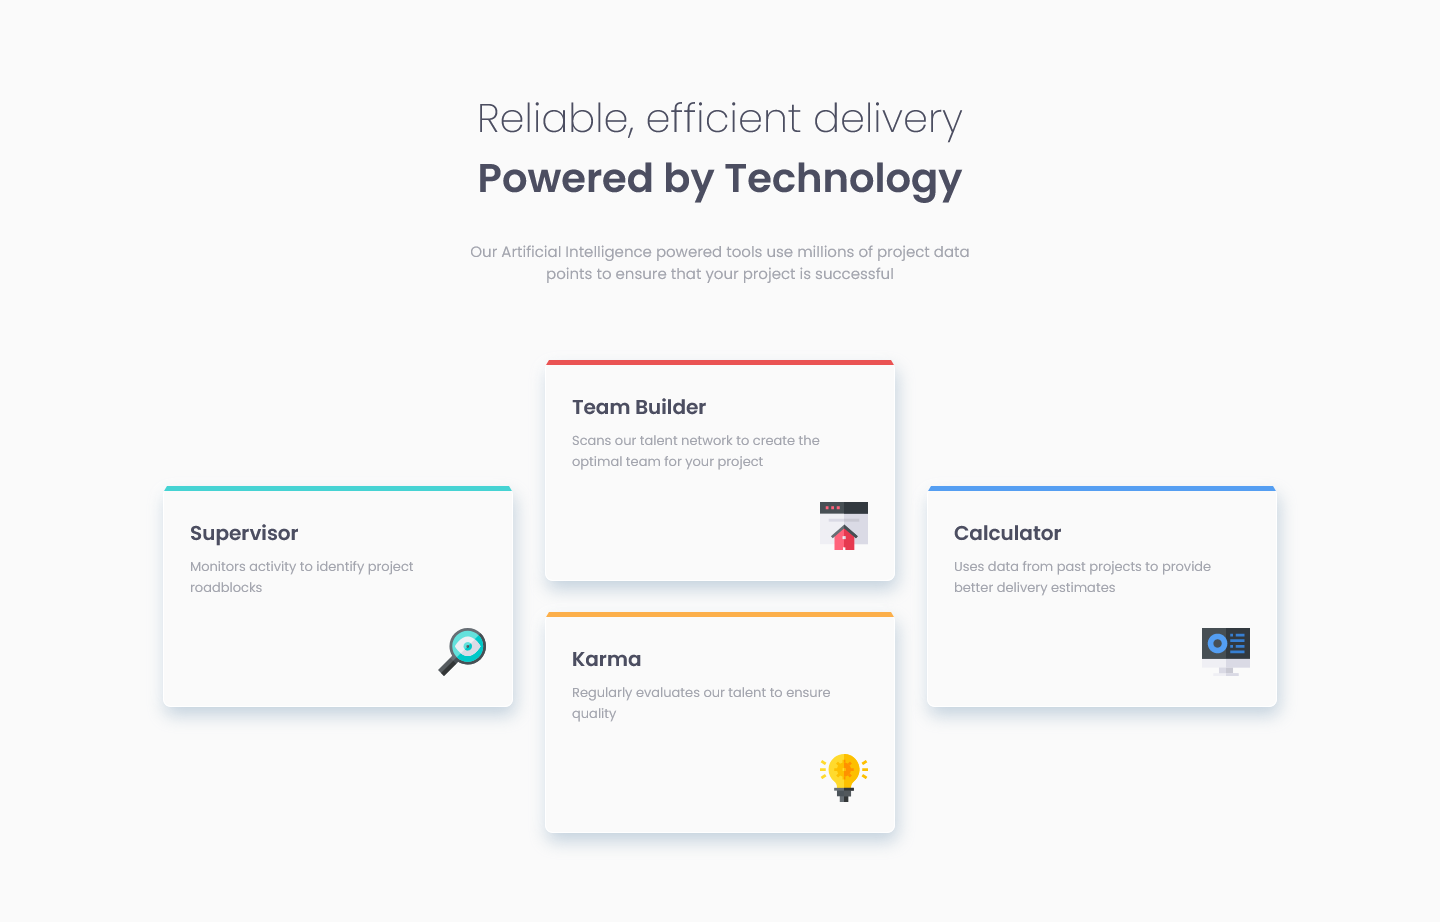 Reliable, efficient delivery
Powered by Technology
Our Artificial Intelligence powered tools use millions of project data
points to ensure that your project is successful
Supervisor
Monitors activity to identify project
roadblocks
Team Builder
Scans our talent network to create the
optimal team for your project
Karma
Regularly evaluates our talent to ensure
quality
Calculator
Uses data from past projects to provide
better delivery estimates